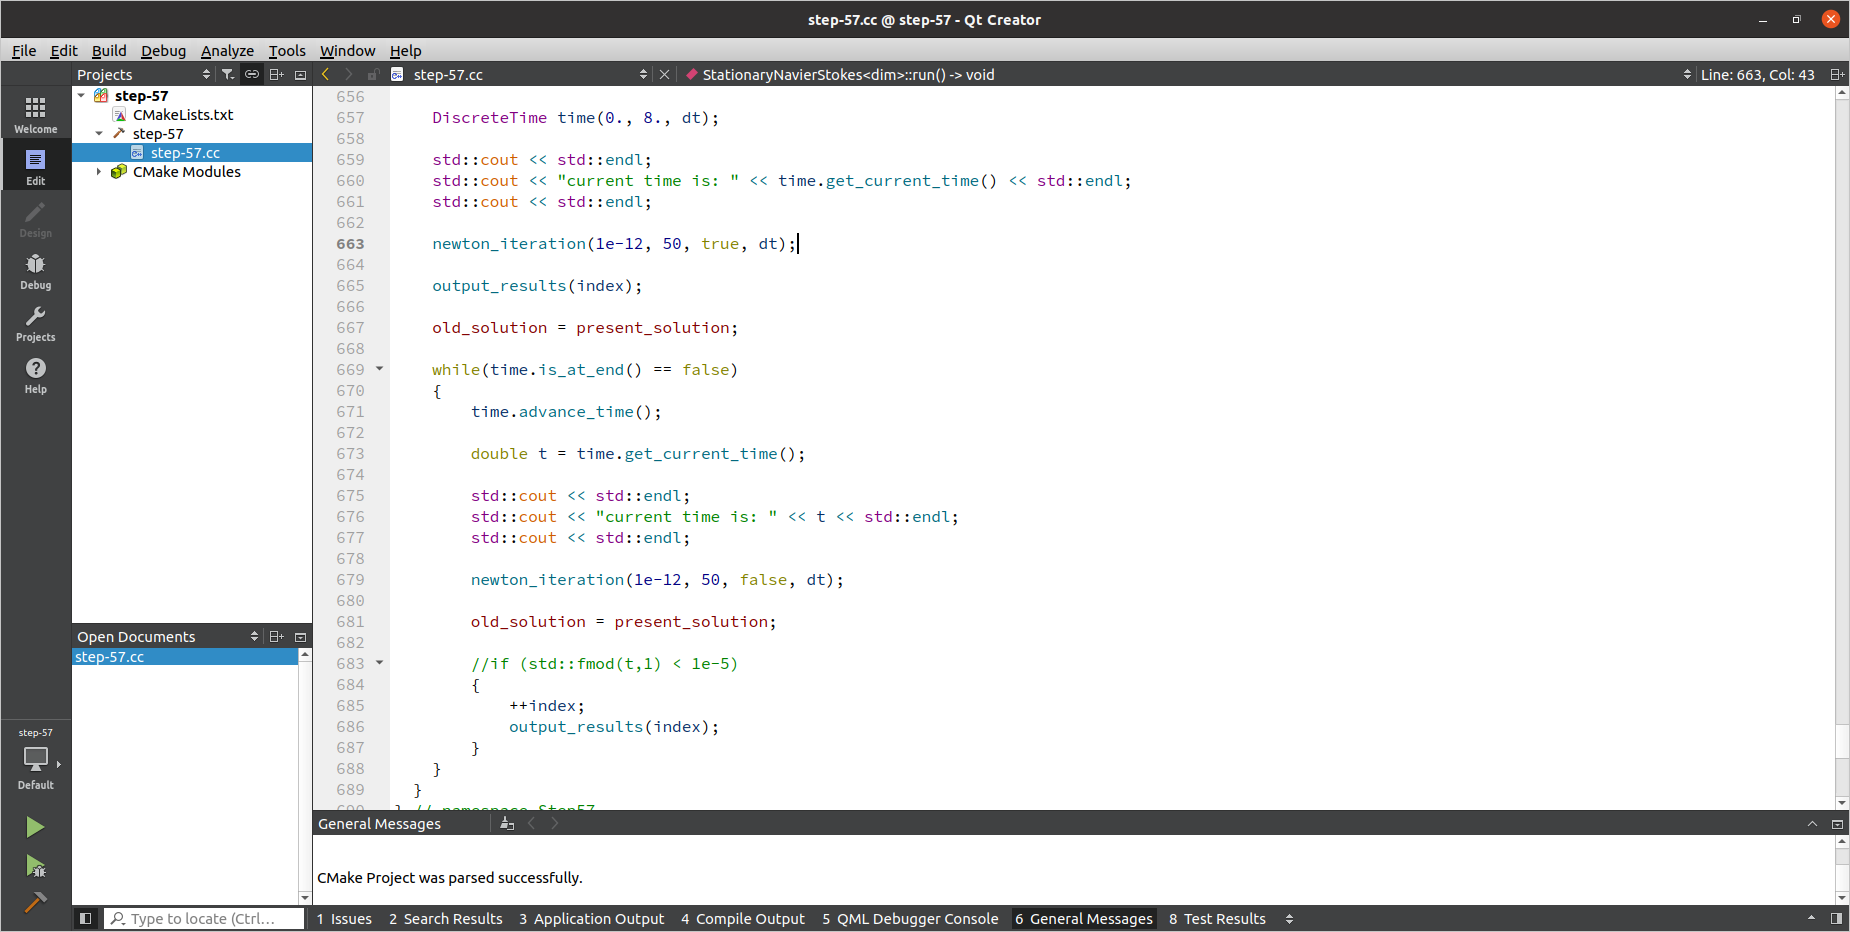 step-57.cc @ step-57 - Qt Creator
File Edit Build Debug Analyze Tools Window Help
Projects
step-57.cc
StationaryNavierStokes<dim>::run() -> void
Line: 663, Col: 43
Welcome
Edit
Design
Debug
Projects
Help
step-57
CMakeLists.txt
step-57
step-57.cc
CMake Modules
Open Documents
step-57.cc
step-57
Default
656
657 DiscreteTime time(0., 8., dt);
658
659 std::cout << std::endl;
660 std::cout << "current time is: " << time.get_current_time() << std::endl;
661 std::cout << std::endl;
662
663 newton_iteration(1e-12, 50, true, dt);
664
665 output_results(index);
666
667 old_solution = present_solution;
668
669 while(time.is_at_end() == false)
670 {
671 time.advance_time();
672
673 double t = time.get_current_time();
674
675 std::cout << std::endl;
676 std::cout << "current time is: " << t << std::endl;
677 std::cout << std::endl;
678
679 newton_iteration(1e-12, 50, false, dt);
680
681 old_solution = present_solution;
682
683 //if (std::fmod(t,1) < 1e-5)
684 {
685 ++index;
686 output_results(index);
687 }
688 }
689 }
690 } // namespace Step57
General Messages
CMake Project was parsed successfully.
Type to locate (Ctrl...
1 Issues 2 Search Results 3 Application Output 4 Compile Output 5 QML Debugger Console 6 General Messages 8 Test Results